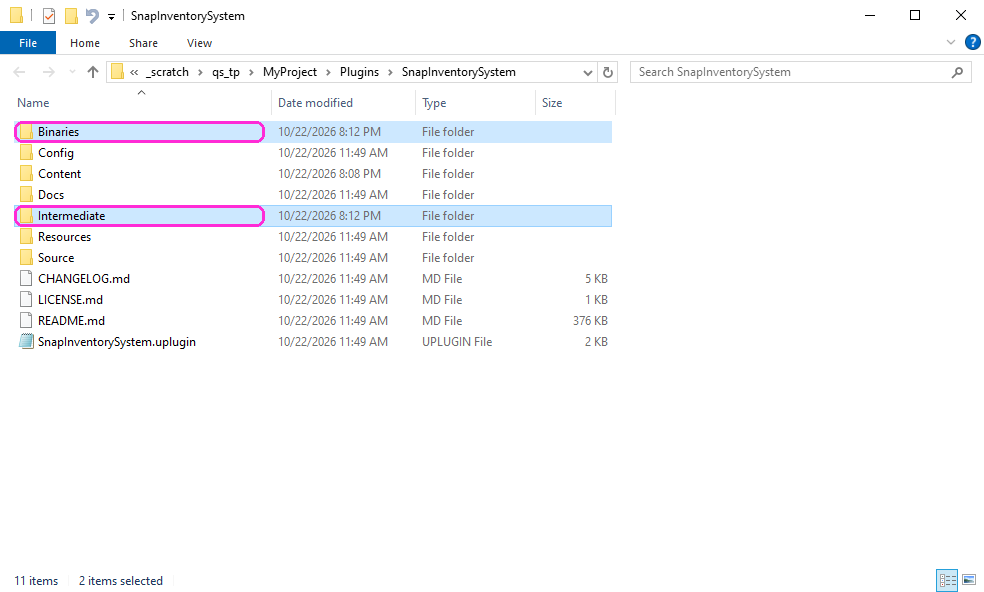 SnapInventorySystem
File Home Share View
« _scratch > qs_tp > MyProject > Plugins > SnapInventorySystem
Search SnapInventorySystem
Name Date modified Type Size
Binaries 10/22/2026 8:12 PM File folder
Config 10/22/2026 11:49 AM File folder
Content 10/22/2026 8:08 PM File folder
Docs 10/22/2026 11:49 AM File folder
Intermediate 10/22/2026 8:12 PM File folder
Resources 10/22/2026 11:49 AM File folder
Source 10/22/2026 11:49 AM File folder
CHANGELOG.md 10/22/2026 11:49 AM MD File 5 KB
LICENSE.md 10/22/2026 11:49 AM MD File 1 KB
README.md 10/22/2026 11:49 AM MD File 376 KB
SnapInventorySystem.uplugin 10/22/2026 11:49 AM UPLUGIN File 2 KB
11 items 2 items selected